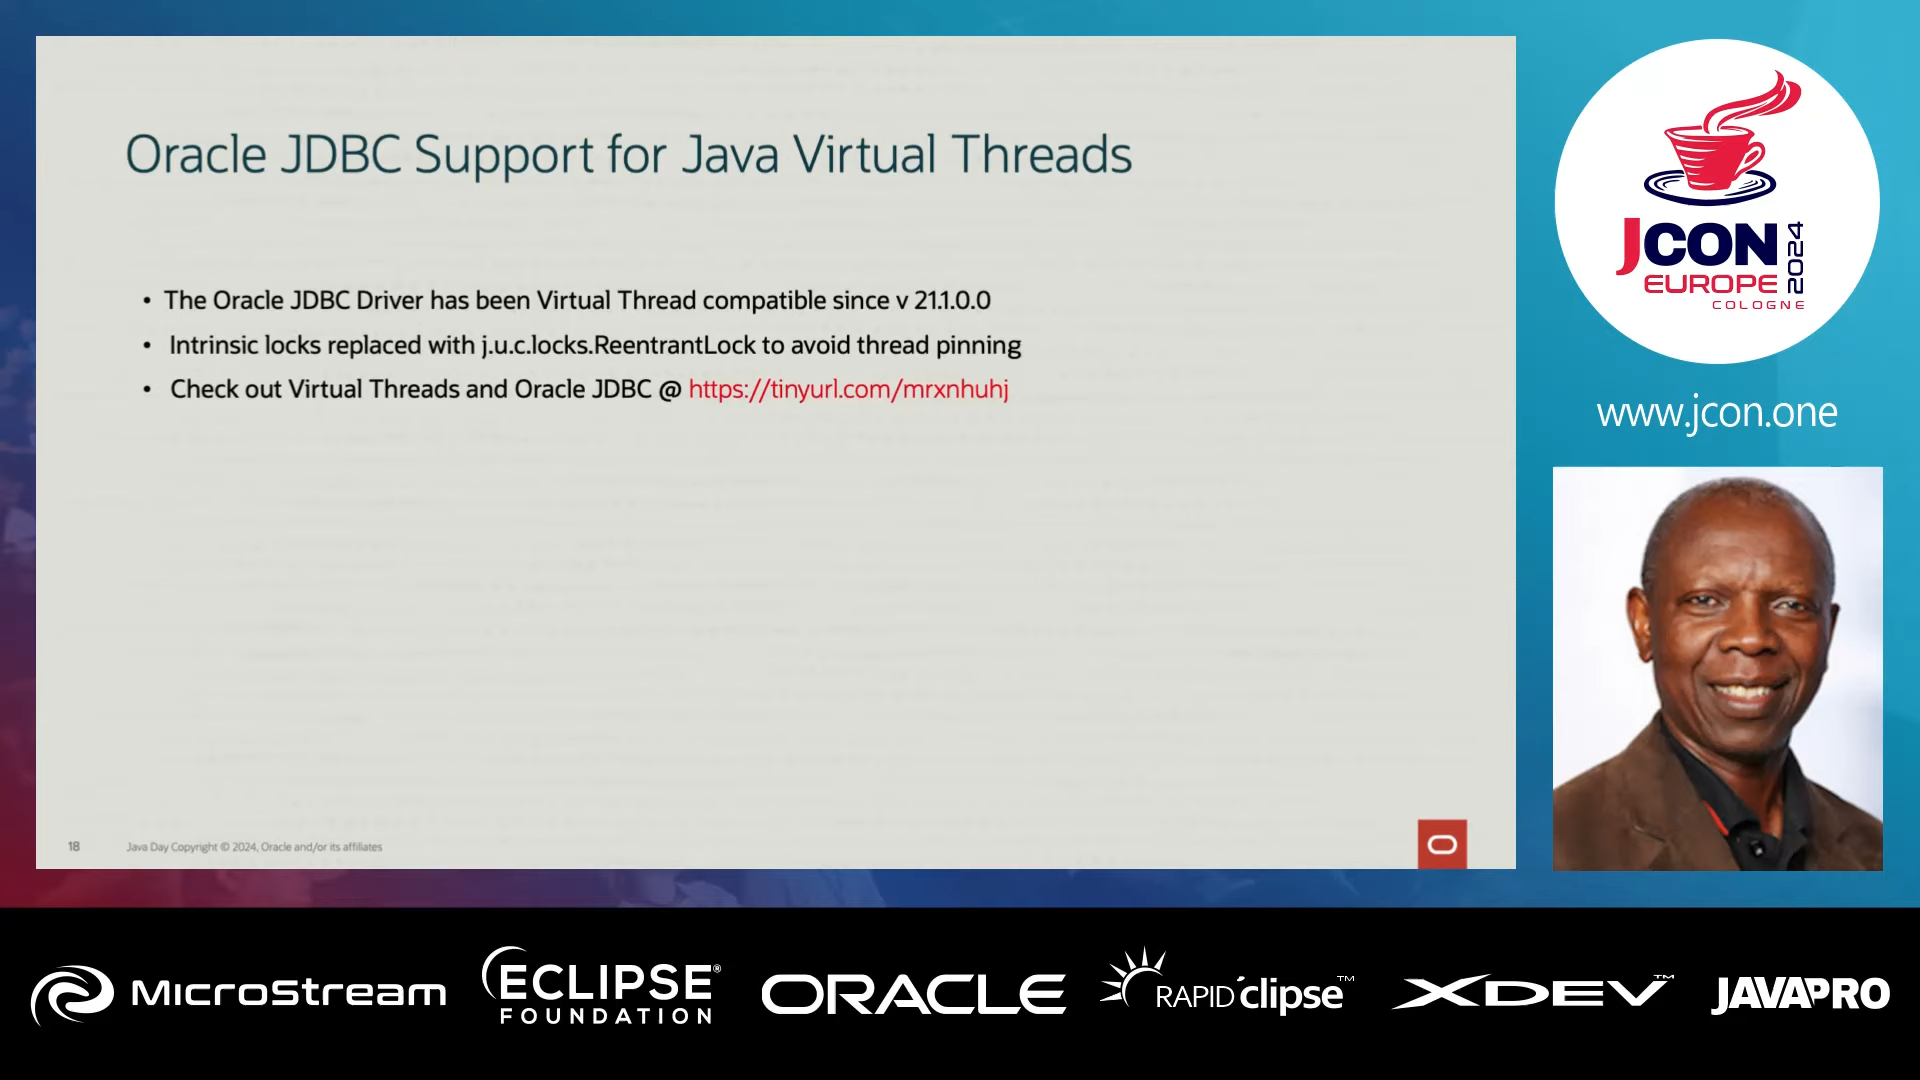 Oracle JDBC Support for Java Virtual Threads
• The Oracle JDBC Driver has been Virtual Thread compatible since v 21.1.0.0
• Intrinsic locks replaced with j.u.c.locks.ReentrantLock to avoid thread pinning
• Check out Virtual Threads and Oracle JDBC @ https://tinyurl.com/mrxnhuhj
18 Java Day Copyright © 2024, Oracle and/or its affiliates
JCON
EUROPE
2024
COLOGNE
www.jcon.one
MicroStream
ECLIPSE®
FOUNDATION
ORACLE
RAPID'clipse™
XDEV™
JAVAPRO